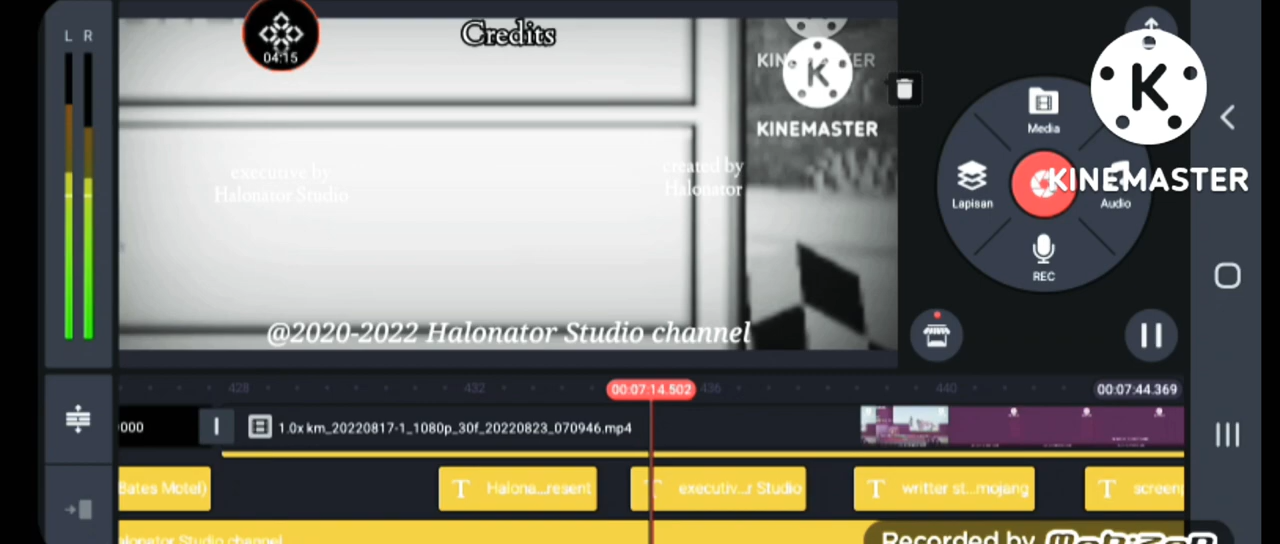 L R
04:15
Credits
KINEMASTER
K
KINEMASTER
executive by
Halonator Studio
created by
Halonator
@2020-2022 Halonator Studio channel
Media
Lapisan
Audio
REC
K
KINEMASTER
428
432
00:07:14.502
436
440
00:07:44.369
000
1.0x km_20220817-1_1080p_30f_20220823_070946.mp4
Bates Motel)
T Halona...resent
T executiv...r Studio
T writter st...mojang
T screen
alonator Studio channel
Recorded by